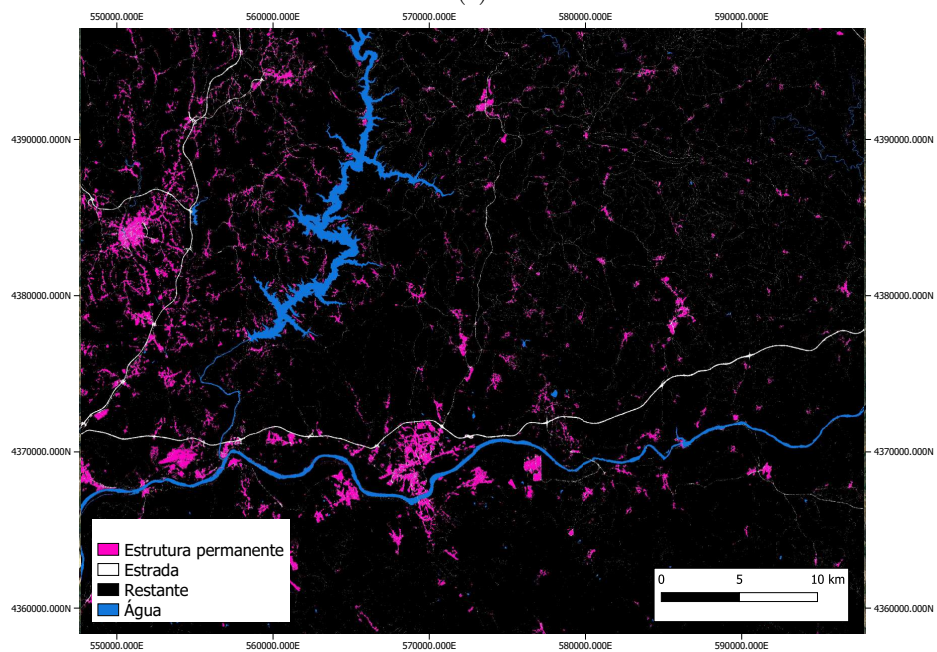 550000.000E 560000.000E 570000.000E 580000.000E 590000.000E
4390000.000N 4390000.000N
4380000.000N 4380000.000N
4370000.000N 4370000.000N
Estrutura permanente
Estrada
Restante
Água
0 5 10 km
4360000.000N 4360000.000N
550000.000E 560000.000E 570000.000E 580000.000E 590000.000E